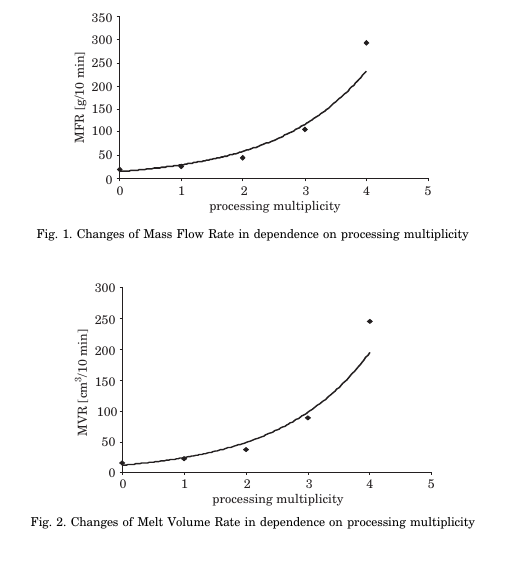 350
300
250
200
150
100
50
0
MFR [g/10 min]
0 1 2 3 4 5
processing multiplicity
Fig. 1. Changes of Mass Flow Rate in dependence on processing multiplicity
300
250
200
150
100
50
0
MVR [cm³/10 min]
0 1 2 3 4 5
processing multiplicity
Fig. 2. Changes of Melt Volume Rate in dependence on processing multiplicity